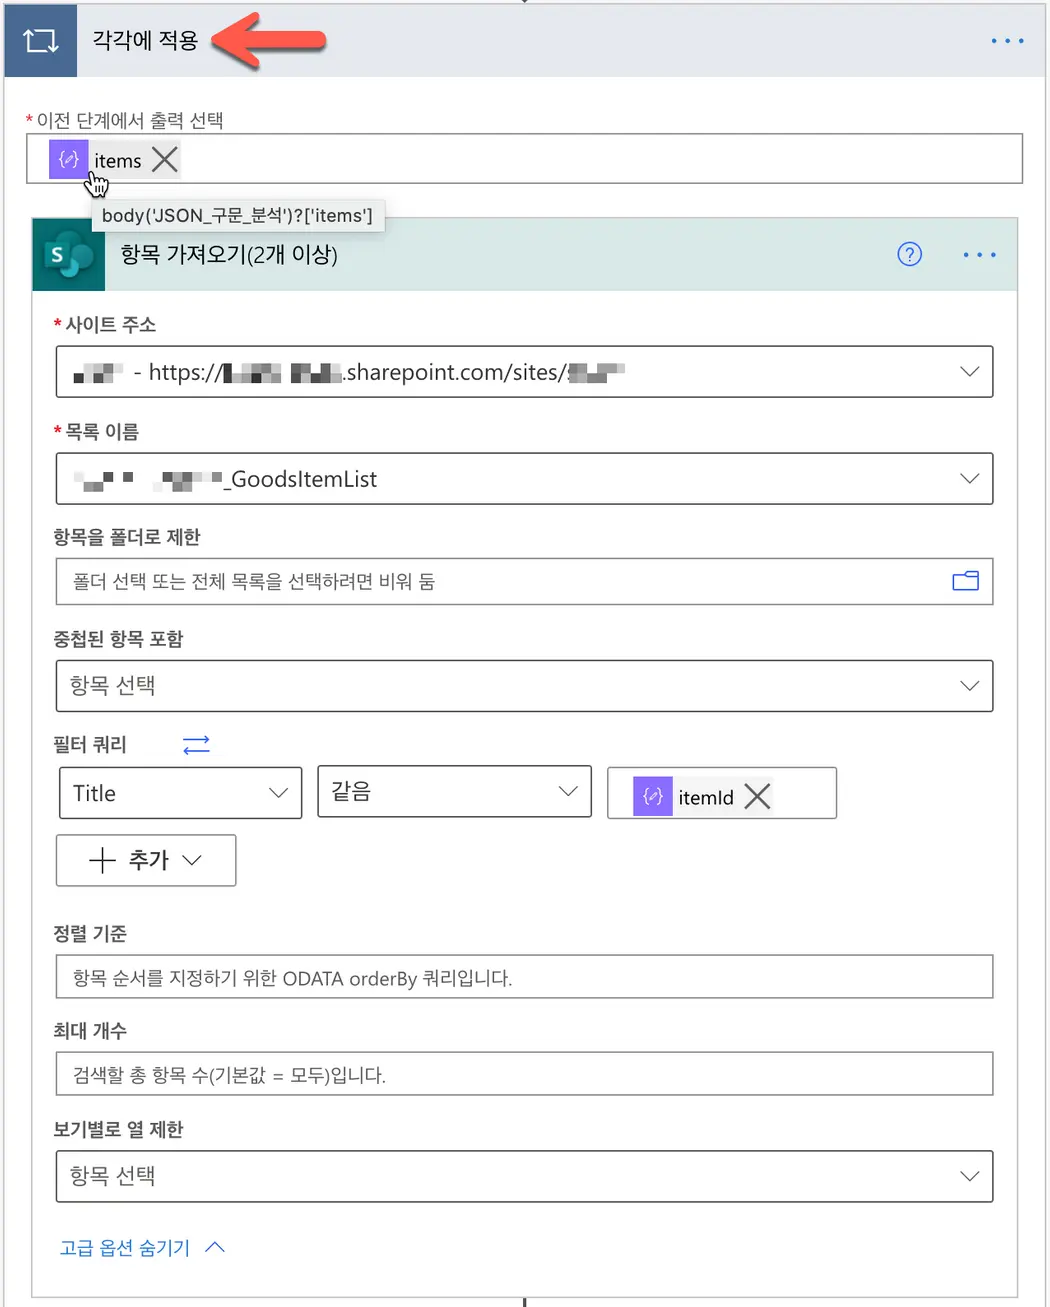 각각에 적용
* 이전 단계에서 출력 선택
items
body('JSON_구문_분석')?['items']
항목 가져오기(2개 이상)
* 사이트 주소
- https:// .sharepoint.com/sites/
* 목록 이름
_GoodsItemList
항목을 폴더로 제한
폴더 선택 또는 전체 목록을 선택하려면 비워 둠
중첩된 항목 포함
항목 선택
필터 쿼리
Title 같음 itemId
추가
정렬 기준
항목 순서를 지정하기 위한 ODATA orderBy 쿼리입니다.
최대 개수
검색할 총 항목 수(기본값 = 모두)입니다.
보기별로 열 제한
항목 선택
고급 옵션 숨기기